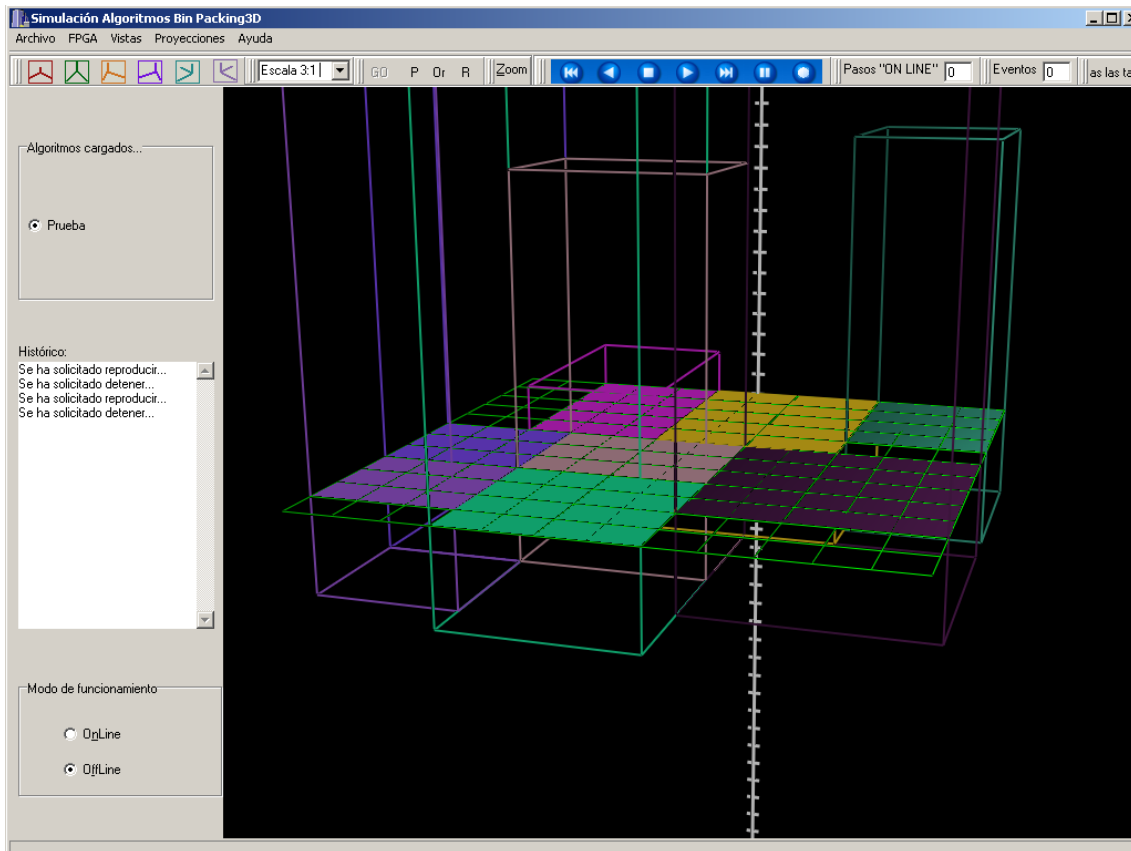 Simulación Algoritmos Bin Packing3D
Archivo FPGA Vistas Proyecciones Ayuda
Escala 3:1 GO P Or R Zoom Pasos "ON LINE" 0 Eventos 0 as las ta
Algoritmos cargados...
Prueba
Histórico:
Se ha solicitado reproducir...
Se ha solicitado detener...
Se ha solicitado reproducir...
Se ha solicitado detener...
Modo de funcionamiento
OnLine
OffLine